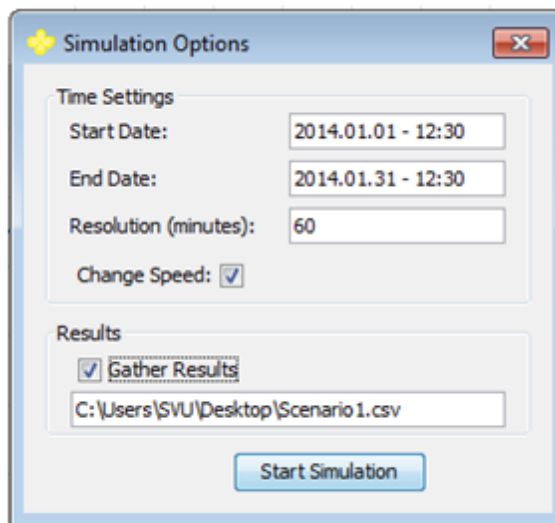 Simulation Options
Time Settings
Start Date: 2014.01.01 - 12:30
End Date: 2014.01.31 - 12:30
Resolution (minutes): 60
Change Speed:
Results
Gather Results
C:\Users\SVU\Desktop\Scenario1.csv
Start Simulation